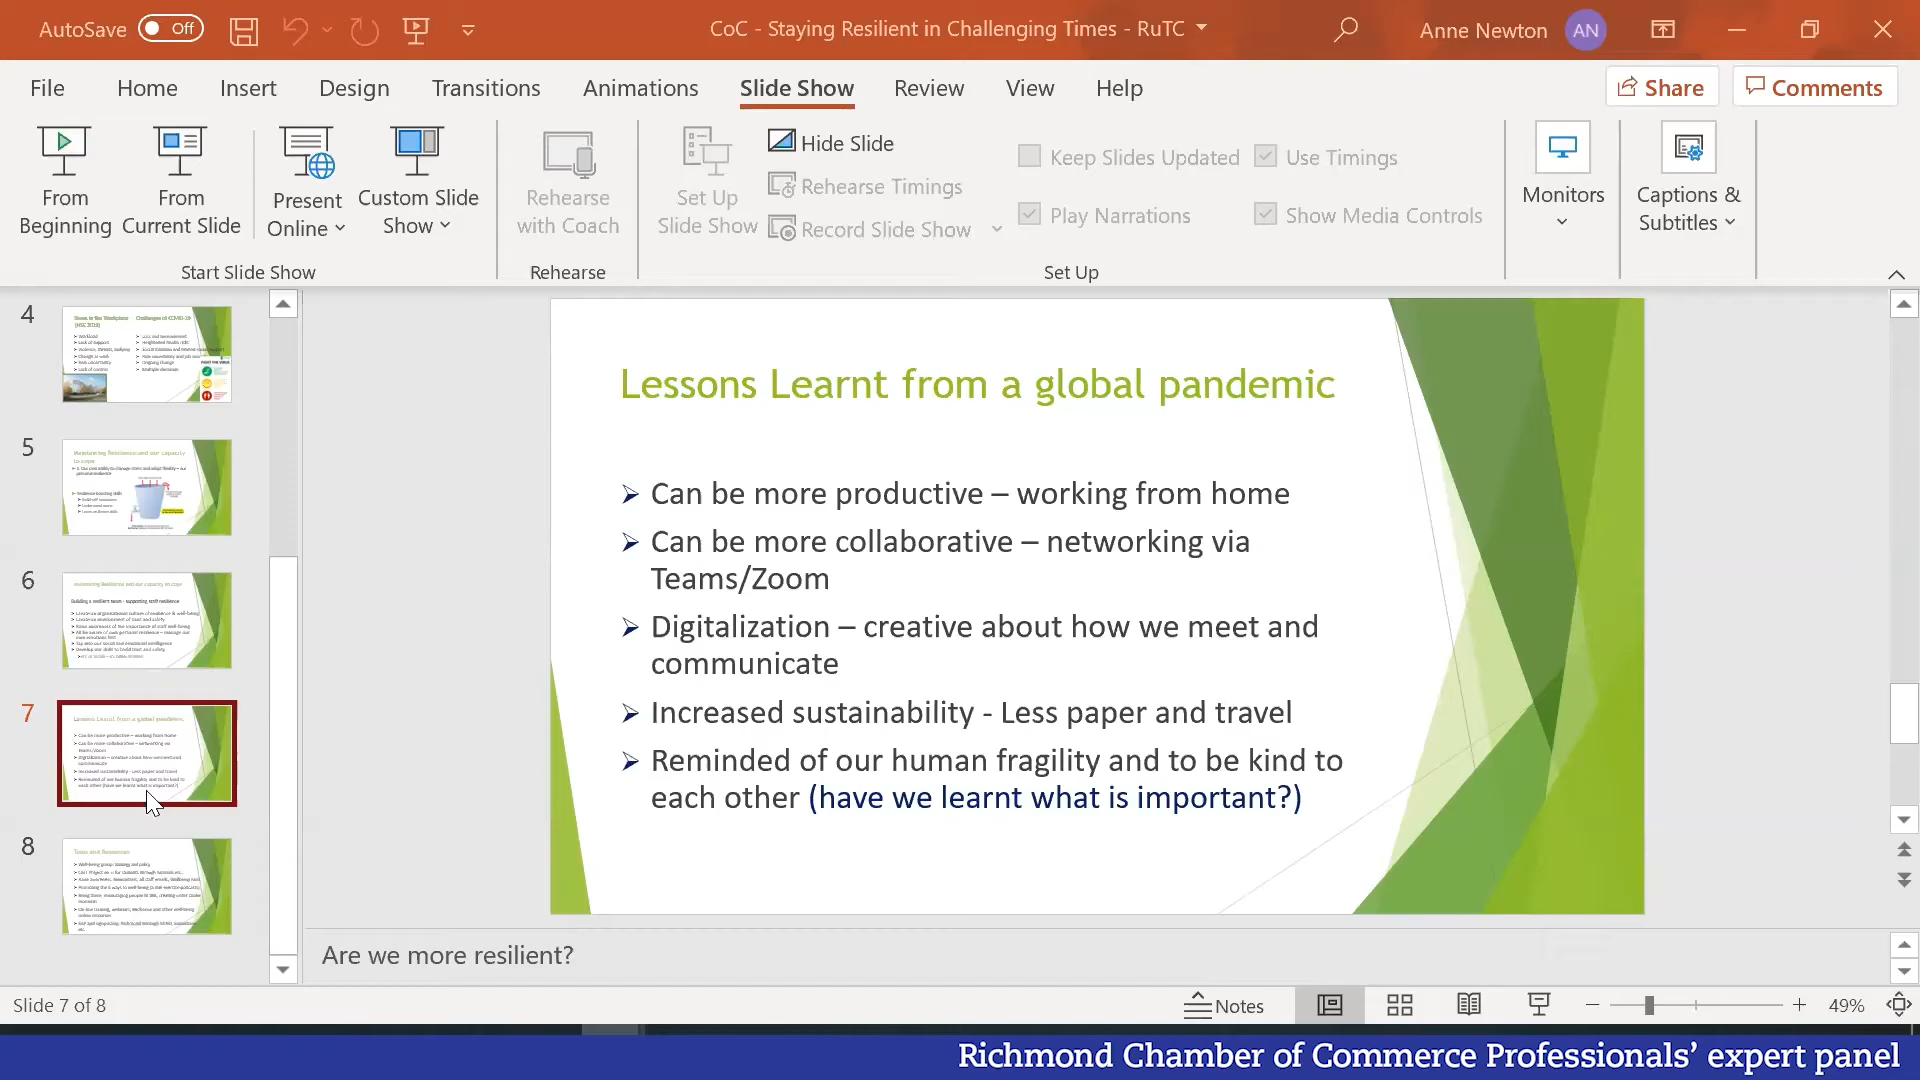 AutoSave Off
CoC - Staying Resilient in Challenging Times - RuTC
Anne Newton AN
File Home Insert Design Transitions Animations Slide Show Review View Help
Share Comments
From Beginning
From Current Slide
Present Online
Custom Slide Show
Start Slide Show
Rehearse with Coach
Rehearse
Set Up Slide Show
Hide Slide
Rehearse Timings
Record Slide Show
Keep Slides Updated
Play Narrations
Use Timings
Show Media Controls
Set Up
Monitors
Captions & Subtitles
4
5
6
7
8
Lessons Learnt from a global pandemic
Can be more productive – working from home
Can be more collaborative – networking via
Teams/Zoom
Digitalization – creative about how we meet and
communicate
Increased sustainability - Less paper and travel
Reminded of our human fragility and to be kind to
each other (have we learnt what is important?)
Are we more resilient?
Slide 7 of 8
Notes
49%
Richmond Chamber of Commerce Professionals’ expert panel